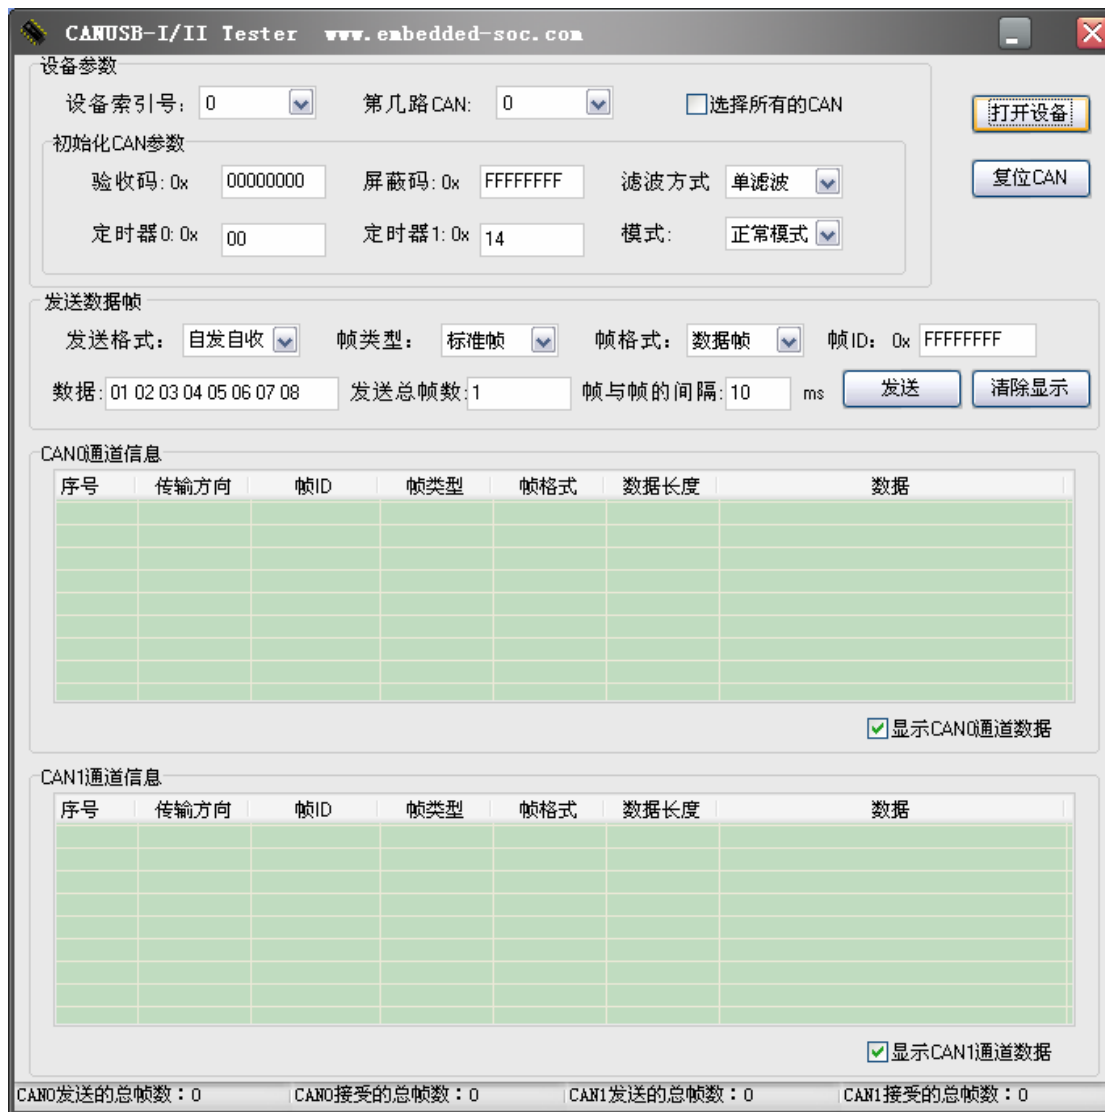 CANUSB-I/II Tester www.embedded-soc.com
设备参数
设备索引号: 0 第几路CAN: 0 选择所有的CAN 打开设备
初始化CAN参数
验收码: 0x 00000000 屏蔽码: 0x FFFFFFFF 滤波方式 单滤波 复位CAN
定时器0: 0x 00 定时器1: 0x 14 模式: 正常模式
发送数据帧
发送格式: 自发自收 帧类型: 标准帧 帧格式: 数据帧 帧ID: 0x FFFFFFFF
数据: 01 02 03 04 05 06 07 08 发送总帧数: 1 帧与帧的间隔: 10 ms 发送 清除显示
CAN0通道信息
序号 传输方向 帧ID 帧类型 帧格式 数据长度 数据
显示CAN0通道数据
CAN1通道信息
序号 传输方向 帧ID 帧类型 帧格式 数据长度 数据
显示CAN1通道数据
CAN0发送的总帧数:0 CAN0接受的总帧数:0 CAN1发送的总帧数:0 CAN1接受的总帧数:0